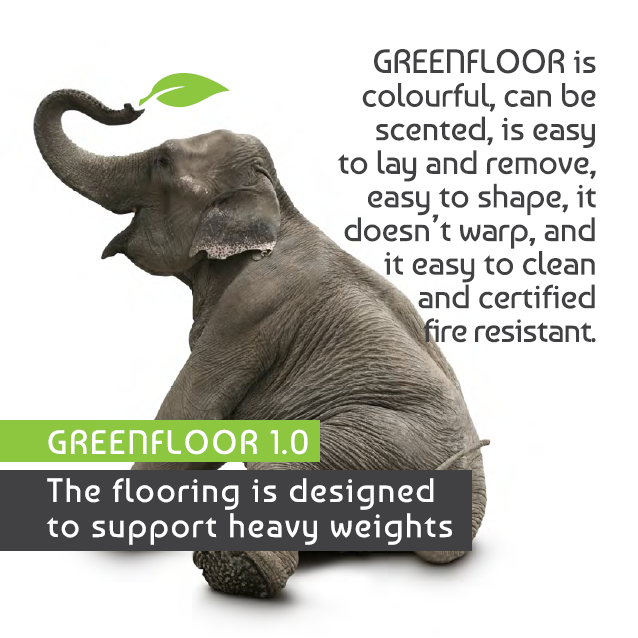 GREENFLOOR is
colourful, can be
scented, is easy
to lay and remove,
easy to shape, it
doesn't warp, and
it easy to clean
and certified
fire resistant.
GREENFLOOR 1.0
The flooring is designed
to support heavy weights